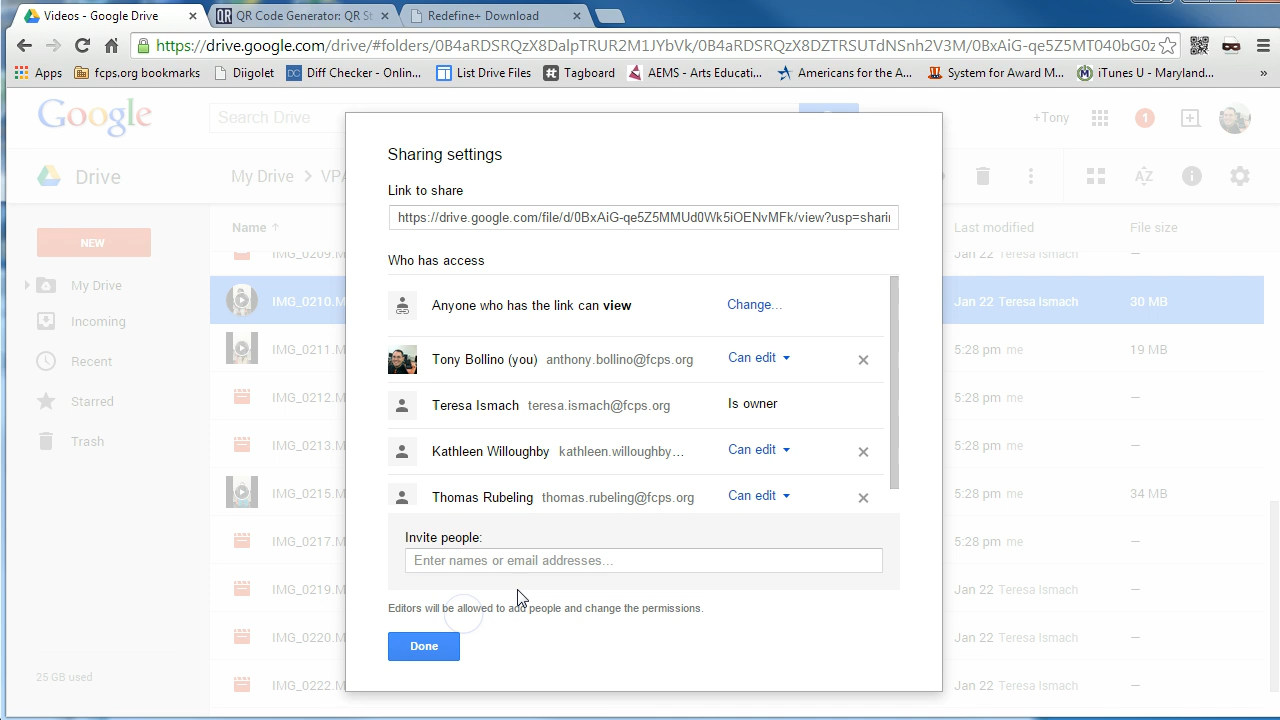 Videos - Google Drive
QR Code Generator: QR St
Redefine+ Download
https://drive.google.com/drive/#folders/0B4aRDSRQzX8DalpTRUR2M1JYbVk/0B4aRDSRQzX8DZTRSUTdNSnh2V3M/0BxAiG-qe5Z5MT040bG0z
Apps
fcps.org bookmarks
Diigolet
Diff Checker - Onlin...
List Drive Files
Tagboard
AEMS - Arts Educati...
Americans for the A...
System for Award M...
iTunes U - Maryland...
»
Google
Search Drive
+Tony
1
Drive
My Drive > VPA
Name
Last modified
File size
NEW
My Drive
Incoming
Recent
Starred
Trash
25 GB used
IMG_0209.M
Jan 22 Teresa Ismach
IMG_0210.M
Jan 22 Teresa Ismach
30 MB
IMG_0211.M
5:28 pm me
19 MB
IMG_0212.M
5:28 pm me
—
IMG_0213.M
5:28 pm me
—
IMG_0215.M
5:28 pm me
34 MB
IMG_0217.M
5:28 pm me
—
IMG_0219.M
Jan 22 Teresa Ismach
—
IMG_0220.M
Jan 22 Teresa Ismach
—
IMG_0222.M
Jan 22 Teresa Ismach
—
Sharing settings
Link to share
https://drive.google.com/file/d/0BxAiG-qe5Z5MMUd0Wk5iOENvMFk/view?usp=sharin
Who has access
Anyone who has the link can view
Change...
Tony Bollino (you) anthony.bollino@fcps.org
Can edit
Teresa Ismach teresa.ismach@fcps.org
Is owner
Kathleen Willoughby kathleen.willoughby...
Can edit
Thomas Rubeling thomas.rubeling@fcps.org
Can edit
Invite people:
Enter names or email addresses...
Editors will be allowed to add people and change the permissions.
Done